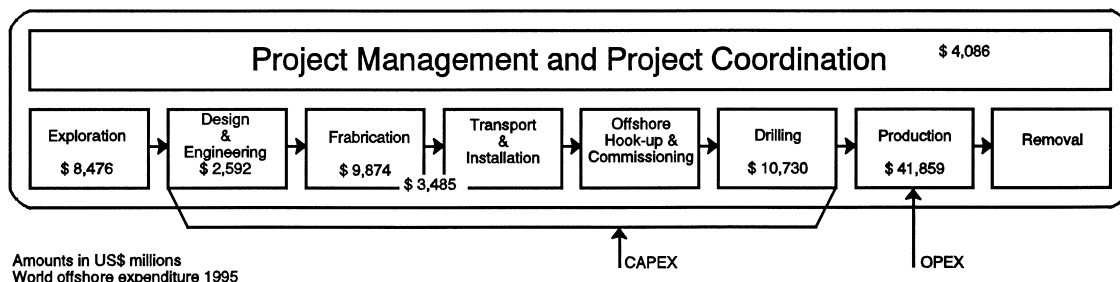 Project Management and Project Coordination $ 4,086
Exploration
$ 8,476
Design
&
Engineering
$ 2,592
Frabrication
$ 9,874
$ 3,485
Transport
&
Installation
Offshore
Hook-up &
Commissioning
Drilling
$ 10,730
Production
$ 41,859
Removal
CAPEX
OPEX
Amounts in US$ millions
World offshore expenditure 1995